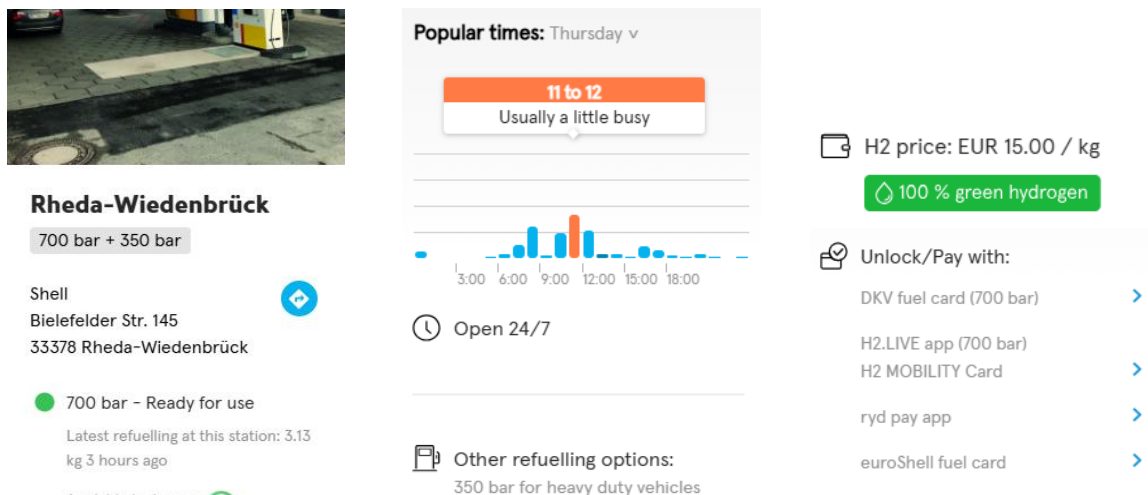 Rheda-Wiedenbrück
700 bar + 350 bar
Shell
Bielefelder Str. 145
33378 Rheda-Wiedenbrück
700 bar - Ready for use
Latest refuelling at this station: 3.13
kg 3 hours ago
Popular times: Thursday
11 to 12
Usually a little busy
3:00 6:00 9:00 12:00 15:00 18:00
Open 24/7
Other refuelling options:
350 bar for heavy duty vehicles
H2 price: EUR 15.00 / kg
100 % green hydrogen
Unlock/Pay with:
DKV fuel card (700 bar)
H2.LIVE app (700 bar)
H2 MOBILITY Card
ryd pay app
euroShell fuel card